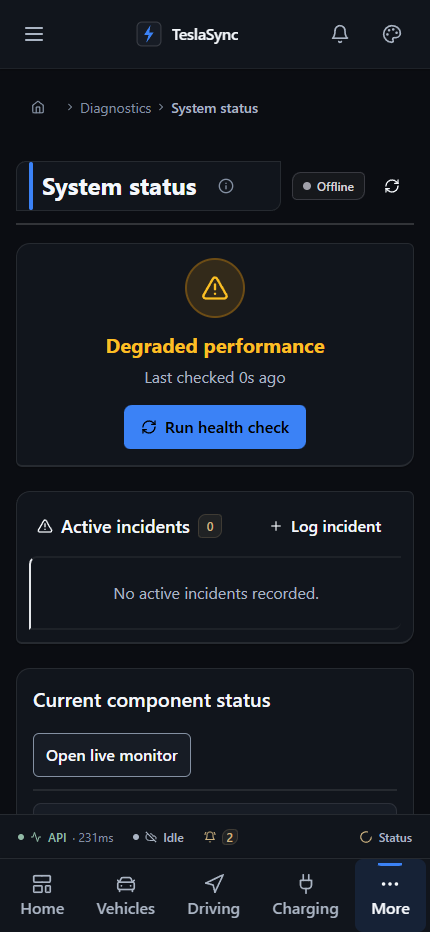 TeslaSync
Diagnostics System status
System status
Offline
Degraded performance
Last checked 0s ago
Run health check
Active incidents 0
Log incident
No active incidents recorded.
Current component status
Open live monitor
API · 231ms Idle 2 Status
Home Vehicles Driving Charging More